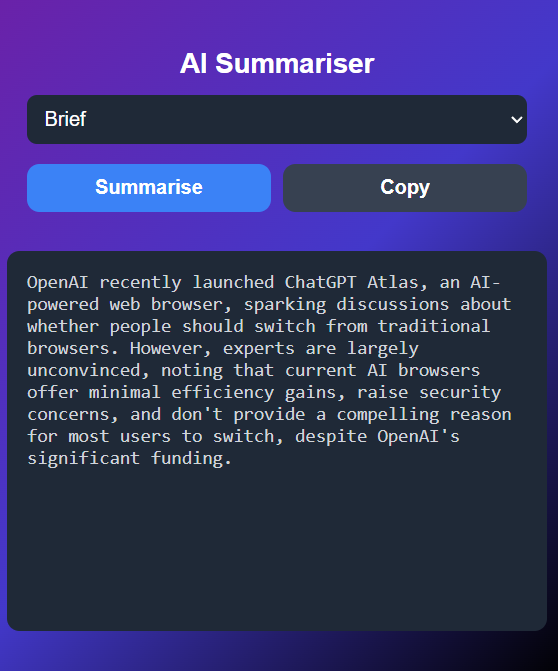 AI Summariser
Brief
Summarise
Copy
OpenAI recently launched ChatGPT Atlas, an AI-
powered web browser, sparking discussions about
whether people should switch from traditional
browsers. However, experts are largely
unconvinced, noting that current AI browsers
offer minimal efficiency gains, raise security
concerns, and don't provide a compelling reason
for most users to switch, despite OpenAI's
significant funding.